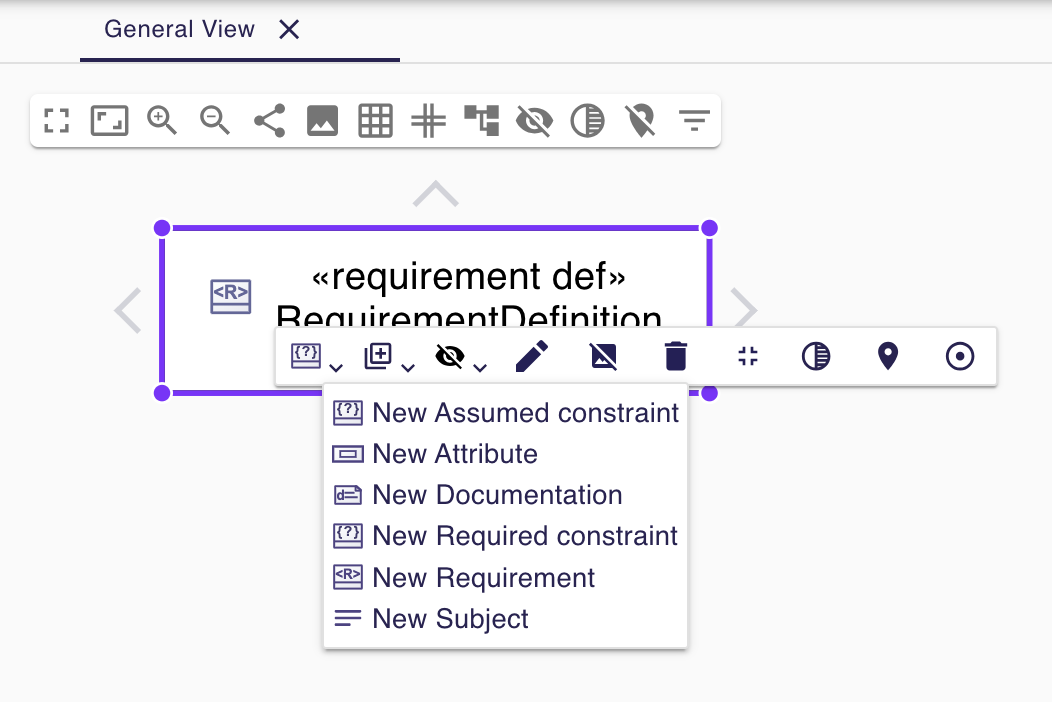 General View
«requirement def»
<R>
RequirementDefinition
{?}
{?} New Assumed constraint
New Attribute
d= New Documentation
{?} New Required constraint
<R> New Requirement
New Subject